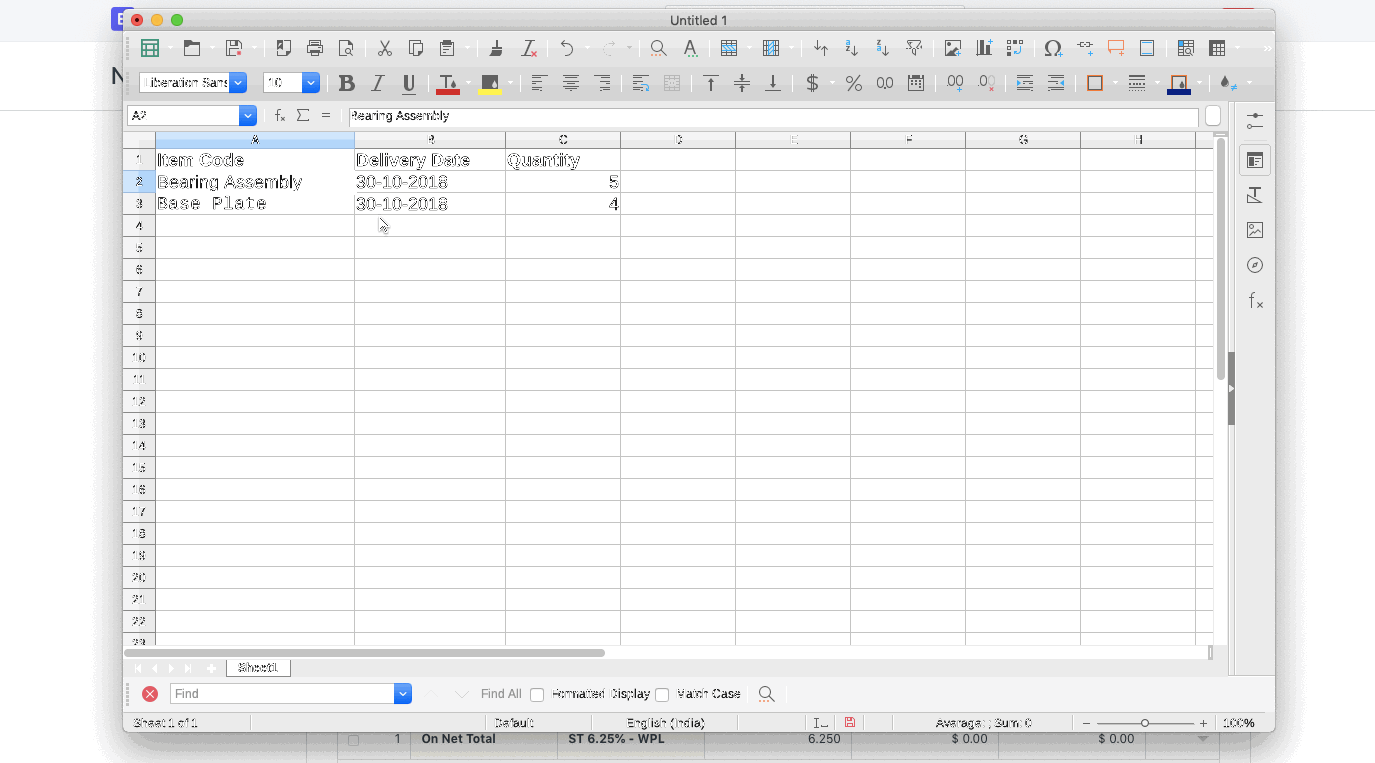 Untitled 1
Liberation Sans 10
A2 Bearing Assembly
A B C D E F G H
1 Item Code Delivery Date Quantity
2 Bearing Assembly 30-10-2018 5
3 Base Plate 30-10-2018 4
4
5
6
7
8
9
10
11
12
13
14
15
16
17
18
19
20
21
22
23
Sheet1
Find Find All Formatted Display Match Case
Sheet 1 of 1 Default English (India) Average: ; Sum: 0 100%
1 On Net Total ST 6.25% - WPL 6.250 $ 0.00 $ 0.00